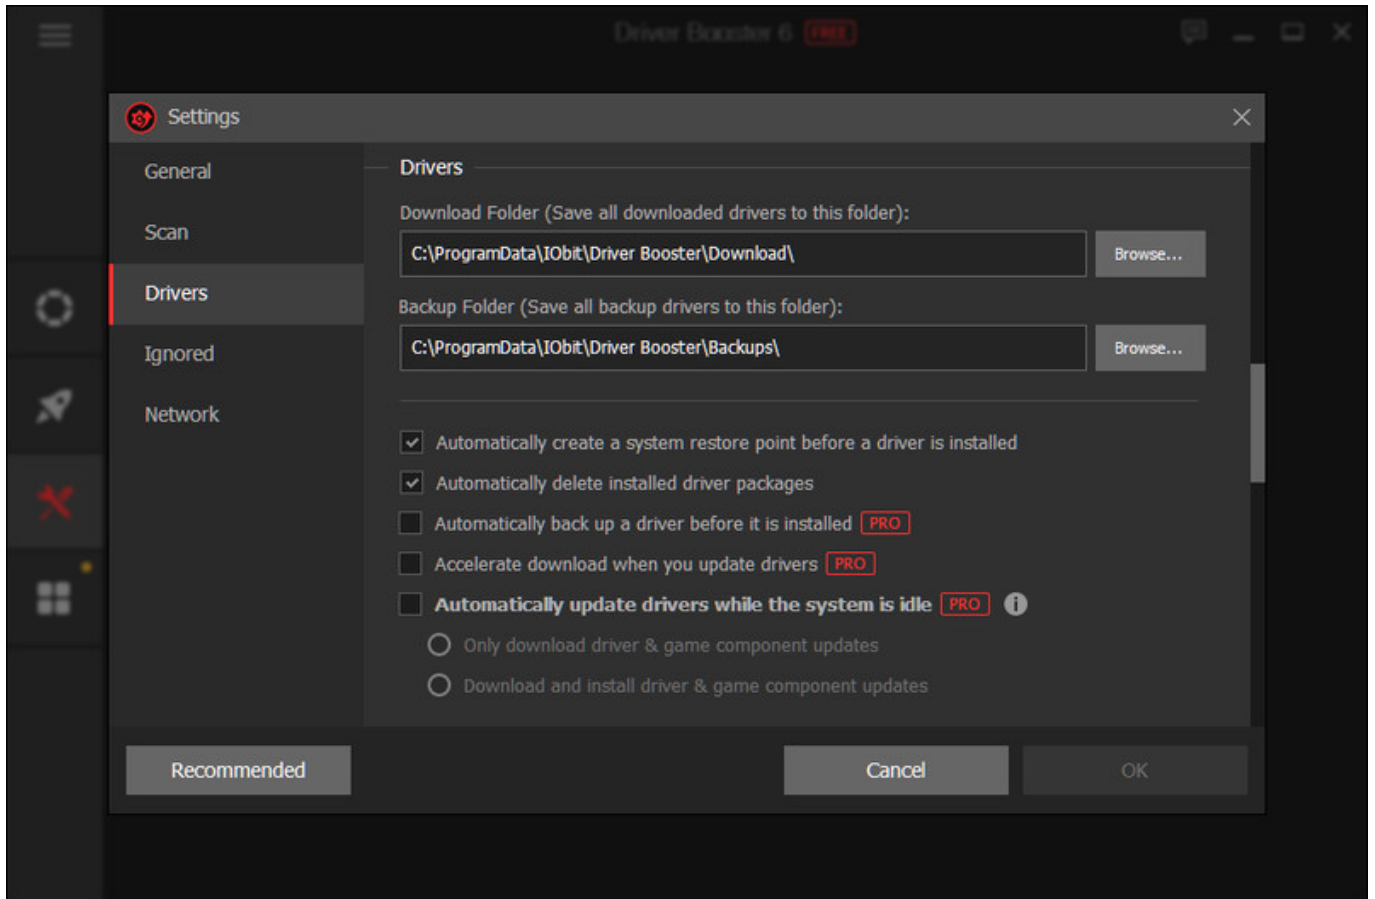 Driver Booster 6 FREE
Settings
General
Scan
Drivers
Ignored
Network
Drivers
Download Folder (Save all downloaded drivers to this folder):
C:\ProgramData\IObit\Driver Booster\Download\
Browse...
Backup Folder (Save all backup drivers to this folder):
C:\ProgramData\IObit\Driver Booster\Backups\
Browse...
Automatically create a system restore point before a driver is installed
Automatically delete installed driver packages
Automatically back up a driver before it is installed PRO
Accelerate download when you update drivers PRO
Automatically update drivers while the system is idle PRO
Only download driver & game component updates
Download and install driver & game component updates
Recommended
Cancel
OK